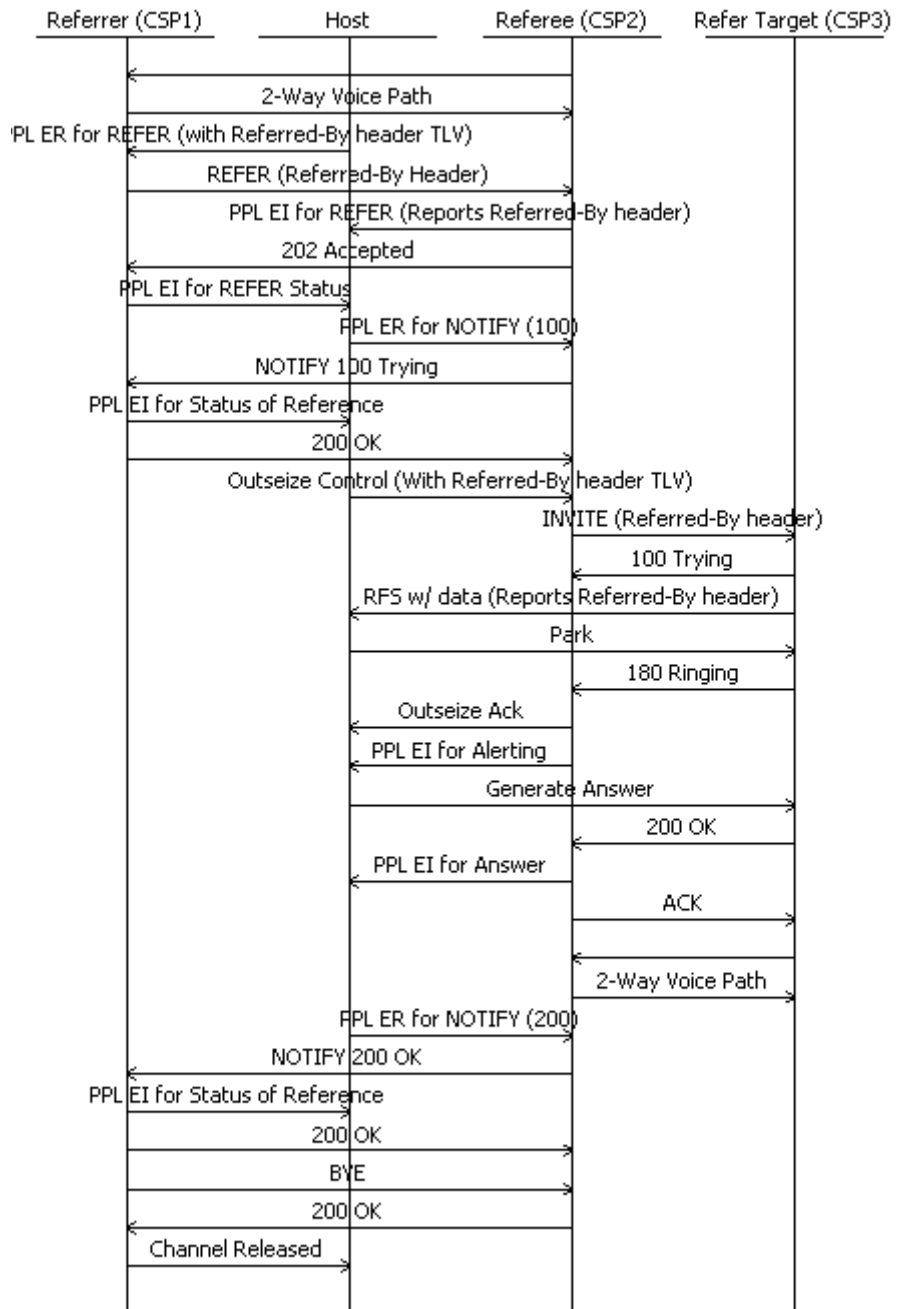 Referrer (CSP1) Host Referee (CSP2) Refer Target (CSP3)
2-Way Voice Path
PL ER for REFER (with Referred-By header TLV)
REFER (Referred-By Header)
PPL EI for REFER (Reports Referred-By header)
202 Accepted
PPL EI for REFER Status
PPL ER for NOTIFY (100)
NOTIFY 100 Trying
PPL EI for Status of Reference
200 OK
Outseize Control (With Referred-By header TLV)
INVITE (Referred-By header)
100 Trying
RFS w/ data (Reports Referred-By header)
Park
180 Ringing
Outseize Ack
PPL EI for Alerting
Generate Answer
200 OK
PPL EI for Answer
ACK
2-Way Voice Path
PPL ER for NOTIFY (200)
NOTIFY 200 OK
PPL EI for Status of Reference
200 OK
BYE
200 OK
Channel Released